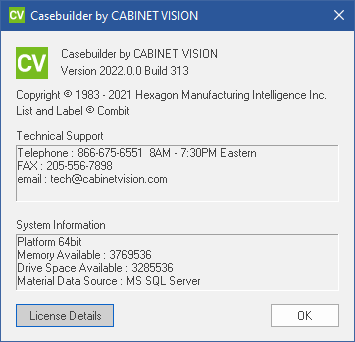 Casebuilder by CABINET VISION
CV
Casebuilder by CABINET VISION
Version 2022.0.0 Build 313
Copyright © 1983 - 2021 Hexagon Manufacturing Intelligence Inc.
List and Label © Combit
Technical Support
Telephone : 866-675-6551  8AM - 7:30PM Eastern
FAX : 205-556-7898
email : tech@cabinetvision.com
System Information
Platform 64bit
Memory Available : 3769536
Drive Space Available : 3285536
Material Data Source : MS SQL Server
License Details
OK